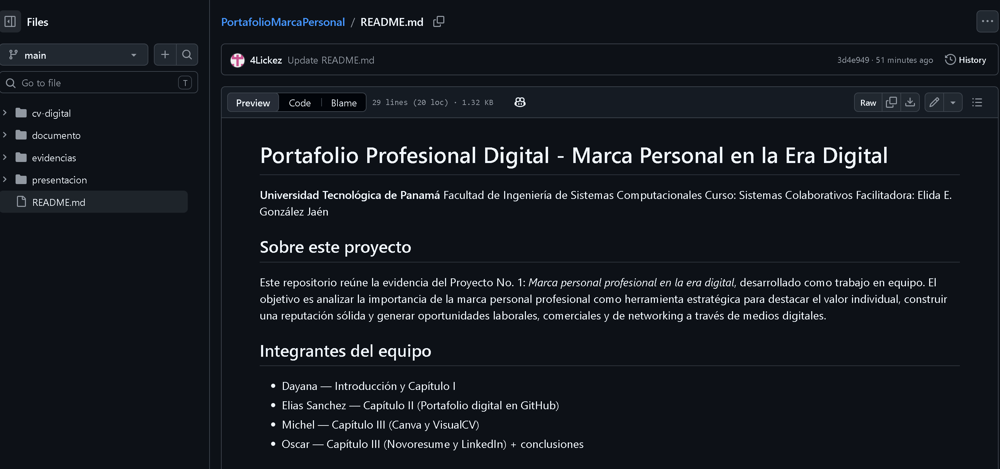 Files
main
Go to file
T
cv-digital
documento
evidencias
presentacion
README.md
PortafolioMarcaPersonal / README.md
4Lickez Update README.md
3d4e949 · 51 minutes ago
History
Preview
Code
Blame
29 lines (20 loc) · 1.32 KB
Raw
Portafolio Profesional Digital - Marca Personal en la Era Digital
Universidad Tecnológica de Panamá Facultad de Ingeniería de Sistemas Computacionales Curso: Sistemas Colaborativos Facilitadora: Elida E.
González Jaén
Sobre este proyecto
Este repositorio reúne la evidencia del Proyecto No. 1: Marca personal profesional en la era digital, desarrollado como trabajo en equipo. El
objetivo es analizar la importancia de la marca personal profesional como herramienta estratégica para destacar el valor individual, construir
una reputación sólida y generar oportunidades laborales, comerciales y de networking a través de medios digitales.
Integrantes del equipo
• Dayana — Introducción y Capítulo I
• Elias Sanchez — Capítulo II (Portafolio digital en GitHub)
• Michel — Capítulo III (Canva y VisualCV)
• Oscar — Capítulo III (Novoresume y LinkedIn) + conclusiones